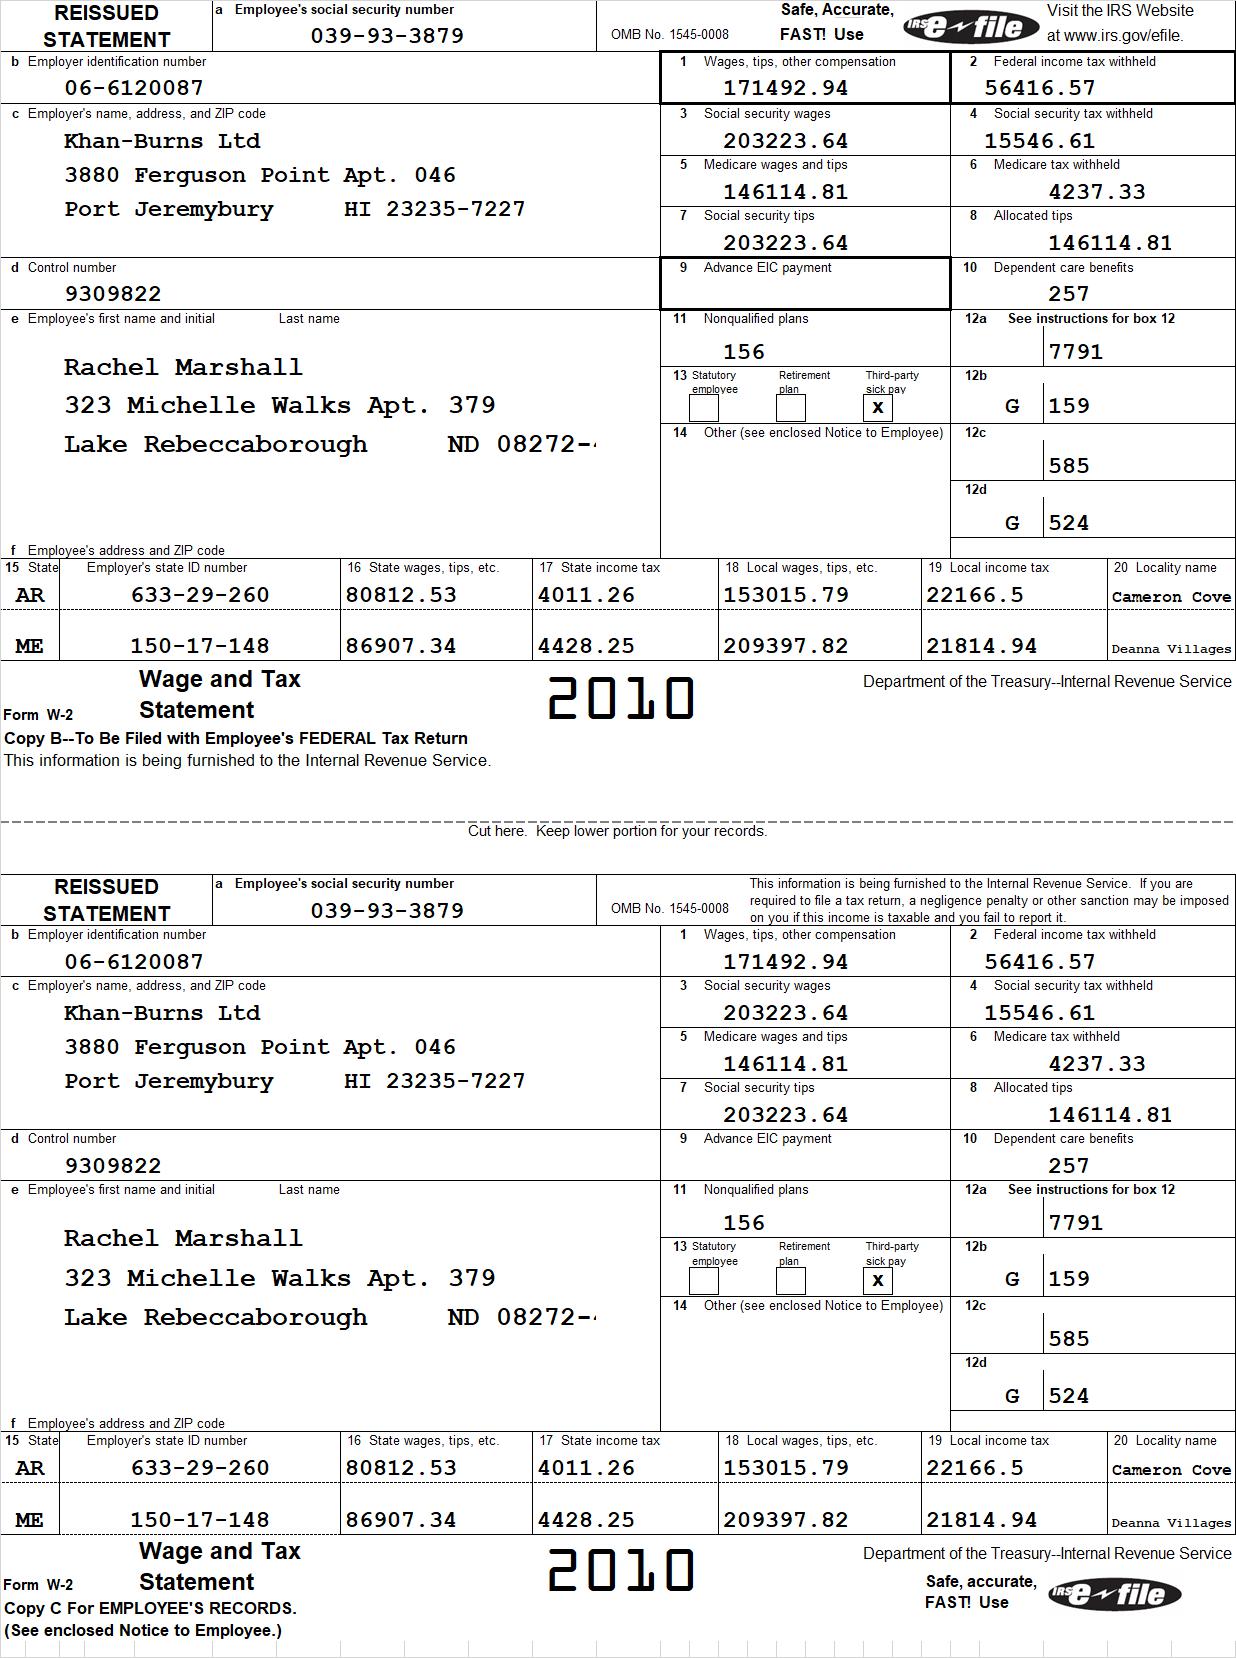 REISSUED STATEMENT
a Employee's social security number
039-93-3879
OMB No. 1545-0008
Safe, Accurate, FAST! Use
IRS e-file
Visit the IRS Website at www.irs.gov/efile.
b Employer identification number
06-6120087
1 Wages, tips, other compensation
171492.94
2 Federal income tax withheld
56416.57
c Employer's name, address, and ZIP code
Khan-Burns Ltd
3880 Ferguson Point Apt. 046
Port Jeremybury HI 23235-7227
3 Social security wages
203223.64
4 Social security tax withheld
15546.61
5 Medicare wages and tips
146114.81
6 Medicare tax withheld
4237.33
7 Social security tips
203223.64
8 Allocated tips
146114.81
d Control number
9309822
9 Advance EIC payment
10 Dependent care benefits
257
e Employee's first name and initial Last name
Rachel Marshall
323 Michelle Walks Apt. 379
Lake Rebeccaborough ND 08272-
f Employee's address and ZIP code
11 Nonqualified plans
156
12a See instructions for box 12
7791
13 Statutory employee Retirement plan Third-party sick pay
X
12b
G 159
14 Other (see enclosed Notice to Employee)
12c
585
12d
G 524
15 State Employer's state ID number 16 State wages, tips, etc. 17 State income tax 18 Local wages, tips, etc. 19 Local income tax 20 Locality name
AR 633-29-260 80812.53 4011.26 153015.79 22166.5 Cameron Cove
ME 150-17-148 86907.34 4428.25 209397.82 21814.94 Deanna Villages
Form W-2 Wage and Tax Statement
2010
Department of the Treasury--Internal Revenue Service
Copy B--To Be Filed with Employee's FEDERAL Tax Return
This information is being furnished to the Internal Revenue Service.
Cut here. Keep lower portion for your records.
REISSUED STATEMENT
a Employee's social security number
039-93-3879
OMB No. 1545-0008
This information is being furnished to the Internal Revenue Service. If you are
required to file a tax return, a negligence penalty or other sanction may be imposed
on you if this income is taxable and you fail to report it.
b Employer identification number
06-6120087
1 Wages, tips, other compensation
171492.94
2 Federal income tax withheld
56416.57
c Employer's name, address, and ZIP code
Khan-Burns Ltd
3880 Ferguson Point Apt. 046
Port Jeremybury HI 23235-7227
3 Social security wages
203223.64
4 Social security tax withheld
15546.61
5 Medicare wages and tips
146114.81
6 Medicare tax withheld
4237.33
7 Social security tips
203223.64
8 Allocated tips
146114.81
d Control number
9309822
9 Advance EIC payment
10 Dependent care benefits
257
e Employee's first name and initial Last name
Rachel Marshall
323 Michelle Walks Apt. 379
Lake Rebeccaborough ND 08272-
f Employee's address and ZIP code
11 Nonqualified plans
156
12a See instructions for box 12
7791
13 Statutory employee Retirement plan Third-party sick pay
X
12b
G 159
14 Other (see enclosed Notice to Employee)
12c
585
12d
G 524
15 State Employer's state ID number 16 State wages, tips, etc. 17 State income tax 18 Local wages, tips, etc. 19 Local income tax 20 Locality name
AR 633-29-260 80812.53 4011.26 153015.79 22166.5 Cameron Cove
ME 150-17-148 86907.34 4428.25 209397.82 21814.94 Deanna Villages
Form W-2 Wage and Tax Statement
2010
Department of the Treasury--Internal Revenue Service
Safe, accurate, FAST! Use
IRS e-file
Copy C For EMPLOYEE'S RECORDS.
(See enclosed Notice to Employee.)